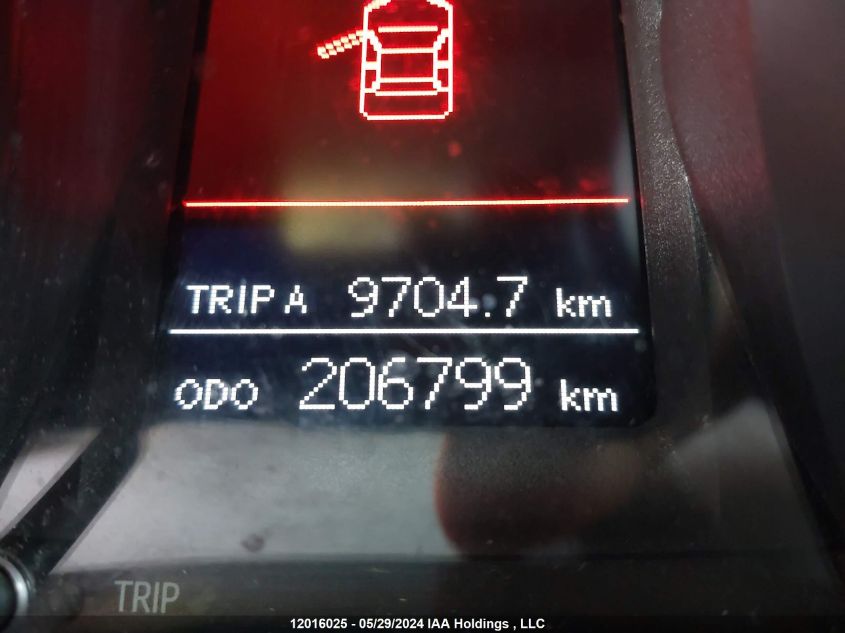 TRIP A 9704.7 km
ODO 206799 km
TRIP
12016025 - 05/29/2024 IAA Holdings , LLC